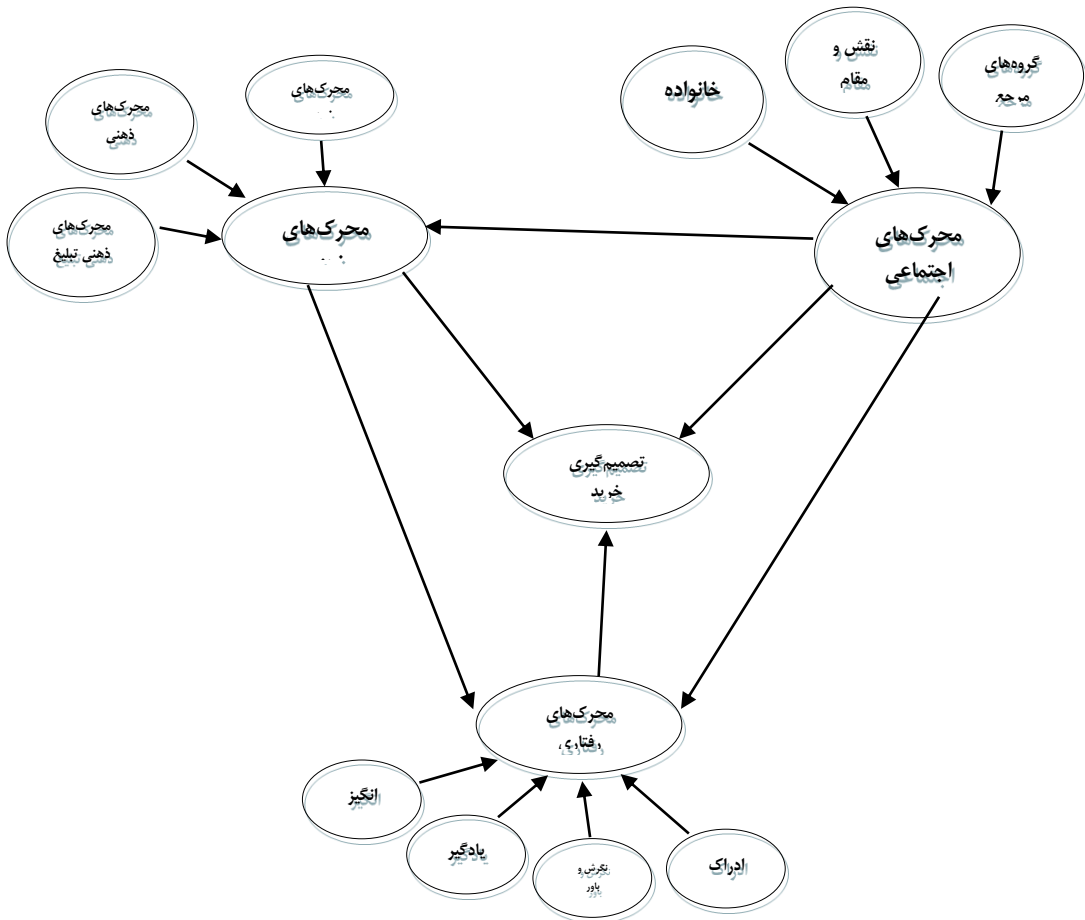 محرک‌های
ذهنی
محرک‌های
محرک‌های
ذهنی تبلیغ
محرک‌های
خانواده
نقش و
مقام
گروه‌های
مرجع
محرک‌های
اجتماعی
تصمیم‌گیری
خرید
محرک‌های
رفتاری
انگیز
یادگیر
نگرش و
باور
ادراک